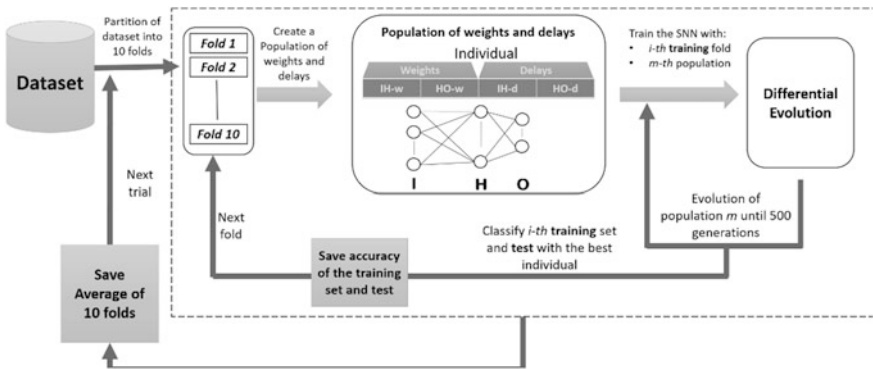 Partition of
dataset into
10 folds
Dataset
Fold 1
Fold 2
Fold 10
Create a
Population of
weights and
delays
Population of weights and delays
Individual
Weights
Delays
IH-w
HO-w
IH-d
HO-d
I
H
O
Train the SNN with:
• i-th training fold
• m-th population
Differential
Evolution
Next
trial
Next
fold
Save accuracy
of the training
set and test
Classify i-th training set
and test with the best
individual
Evolution of
population m until 500
generations
Save
Average of
10 folds